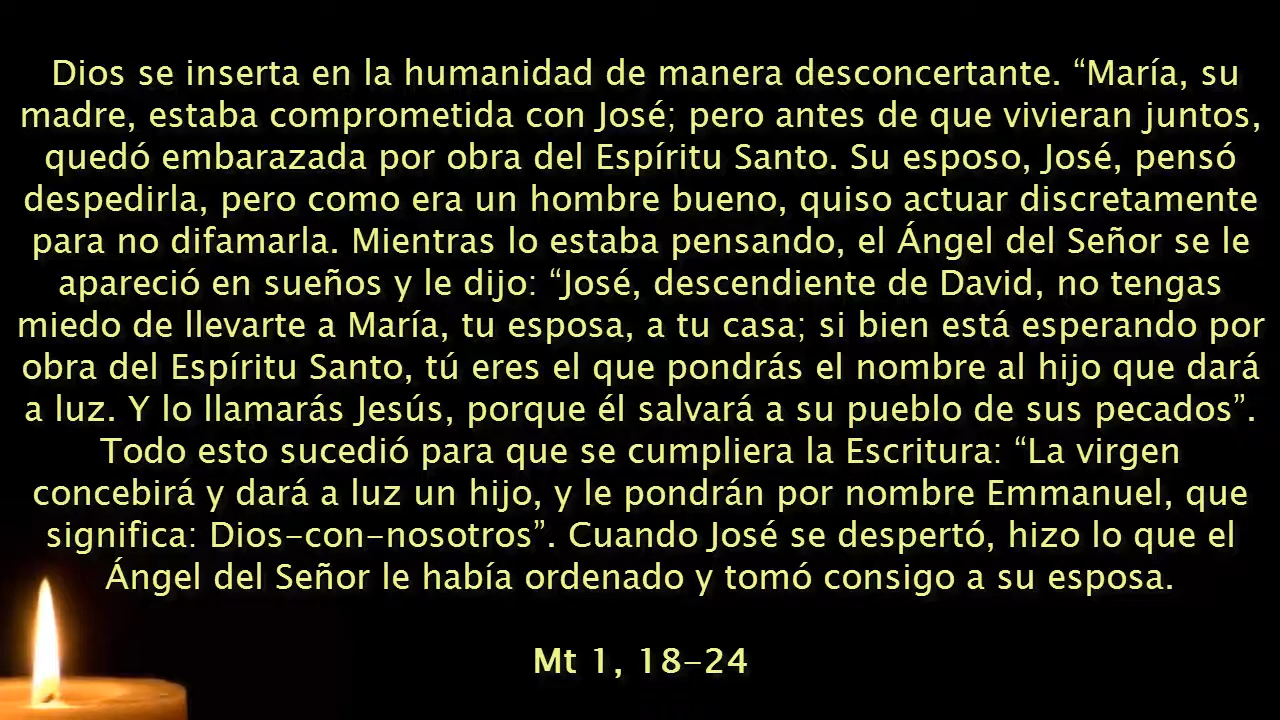 Dios se inserta en la humanidad de manera desconcertante. “María, su
madre, estaba comprometida con José; pero antes de que vivieran juntos,
quedó embarazada por obra del Espíritu Santo. Su esposo, José, pensó
despedirla, pero como era un hombre bueno, quiso actuar discretamente
para no difamarla. Mientras lo estaba pensando, el Ángel del Señor se le
apareció en sueños y le dijo: “José, descendiente de David, no tengas
miedo de llevarte a María, tu esposa, a tu casa; si bien está esperando por
obra del Espíritu Santo, tú eres el que pondrás el nombre al hijo que dará
a luz. Y lo llamarás Jesús, porque él salvará a su pueblo de sus pecados”.
Todo esto sucedió para que se cumpliera la Escritura: “La virgen
concebirá y dará a luz un hijo, y le pondrán por nombre Emmanuel, que
significa: Dios-con-nosotros”. Cuando José se despertó, hizo lo que el
Ángel del Señor le había ordenado y tomó consigo a su esposa.
Mt 1, 18-24